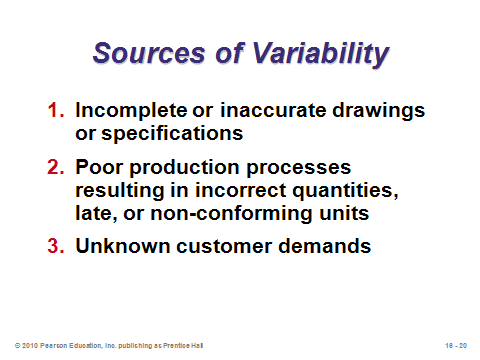 Sources of Variability
1. Incomplete or inaccurate drawings
or specifications
2. Poor production processes
resulting in incorrect quantities,
late, or non-conforming units
3. Unknown customer demands
© 2010 Pearson Education, Inc. publishing as Prentice Hall
16 - 20